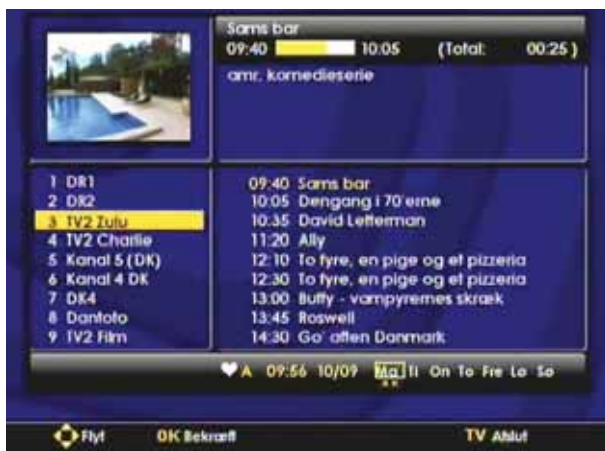 Sams bar
09:40 10:05 (Total: 00:25 )
amr. komedieserie
1 DR1
2 DR2
3 TV2 Zulu
4 TV2 Charlie
5 Kanal 5 (DK)
6 Kanal 4 DK
7 DK4
8 Dantoto
9 TV2 Film
09:40 Sams bar
10:05 Dengang i 70'erne
10:35 David Letterman
11:20 Ally
12:10 To fyre, en pige og et pizzeria
12:30 To fyre, en pige og et pizzeria
13:00 Buffy - vampyrernes skræk
13:45 Roswell
14:30 Go' aften Danmark
A 09:56 10/09 Ma Ti On To Fre Lø Sø
Flyt OK Bekræft TV Afslut